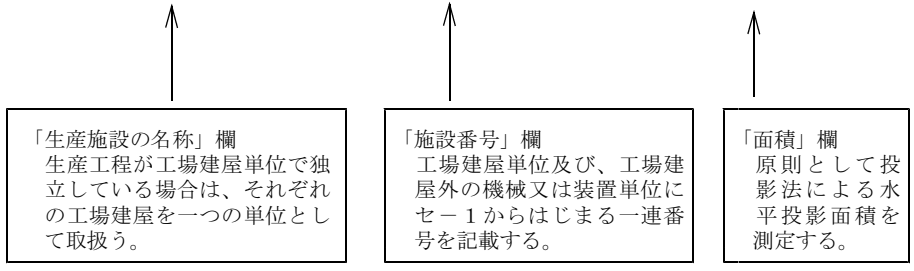 「生産施設の名称」欄
生産工程が工場建屋単位で独
立している場合は、それぞれ
の工場建屋を一つの単位とし
て取扱う。
「施設番号」欄
工場建屋単位及び、工場建
屋外の機械又は装置単位に
セ－１からはじまる一連番
号を記載する。
「面積」欄
原則として投
影法による水
平投影面積を
測定する。